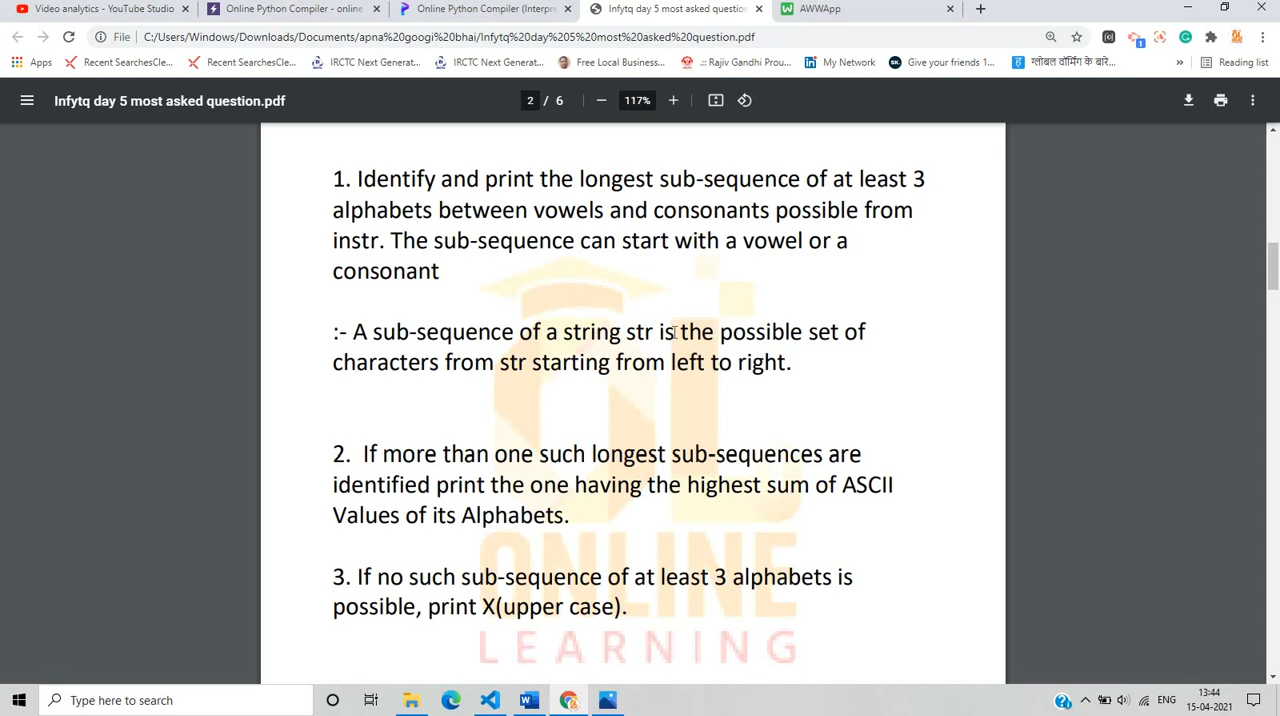 Video analytics - YouTube Studio
Online Python Compiler - online
Online Python Compiler (Interpre
Infytq day 5 most asked question
AWWApp
File
C:/Users/Windows/Downloads/Documents/apna%20googi%20bhai/Infytq%20day%205%20most%20asked%20question.pdf
Apps
Recent SearchesCle...
Recent SearchesCle...
IRCTC Next Generat...
IRCTC Next Generat...
Free Local Business...
.:: Rajiv Gandhi Prou...
My Network
Give your friends 1...
ग्लोबल वॉर्मिंग के बारे...
»
Reading list
Infytq day 5 most asked question.pdf
2 / 6
117%
1. Identify and print the longest sub-sequence of at least 3
alphabets between vowels and consonants possible from
instr. The sub-sequence can start with a vowel or a
consonant
:- A sub-sequence of a string str is the possible set of
characters from str starting from left to right.
2. If more than one such longest sub-sequences are
identified print the one having the highest sum of ASCII
Values of its Alphabets.
3. If no such sub-sequence of at least 3 alphabets is
possible, print X(upper case).
ONLINE
LEARNING
Type here to search
ENG
13:44
15-04-2021